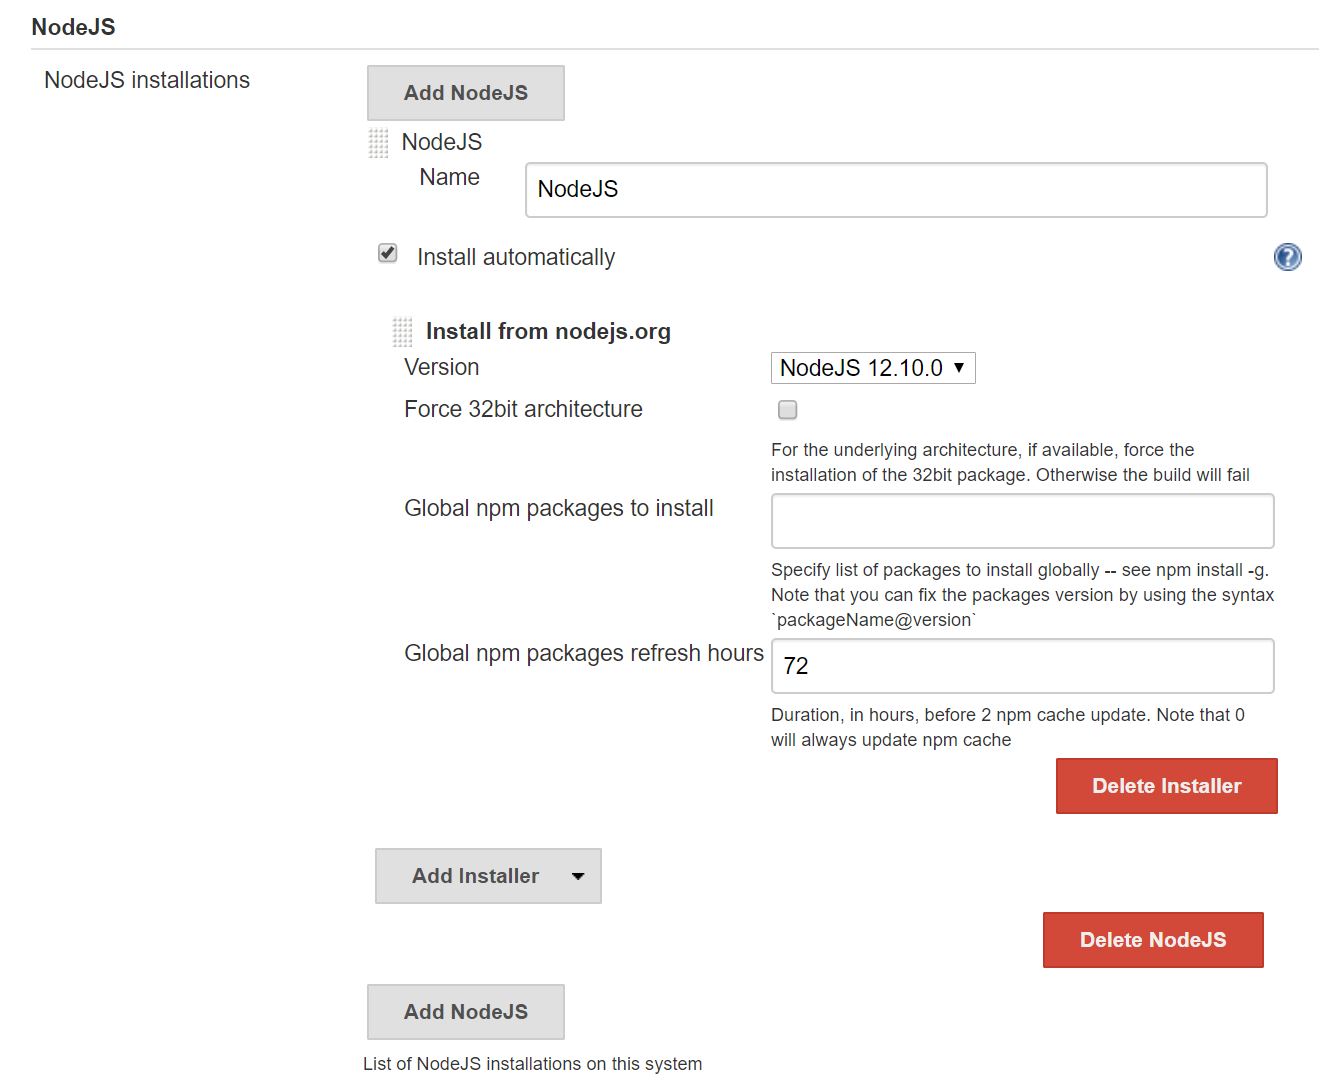 NodeJS
NodeJS installations
Add NodeJS
NodeJS
Name
NodeJS
Install automatically
Install from nodejs.org
Version
NodeJS 12.10.0
Force 32bit architecture
For the underlying architecture, if available, force the
installation of the 32bit package. Otherwise the build will fail
Global npm packages to install
Specify list of packages to install globally -- see npm install -g.
Note that you can fix the packages version by using the syntax
`packageName@version`
Global npm packages refresh hours
72
Duration, in hours, before 2 npm cache update. Note that 0
will always update npm cache
Delete Installer
Add Installer
Delete NodeJS
Add NodeJS
List of NodeJS installations on this system